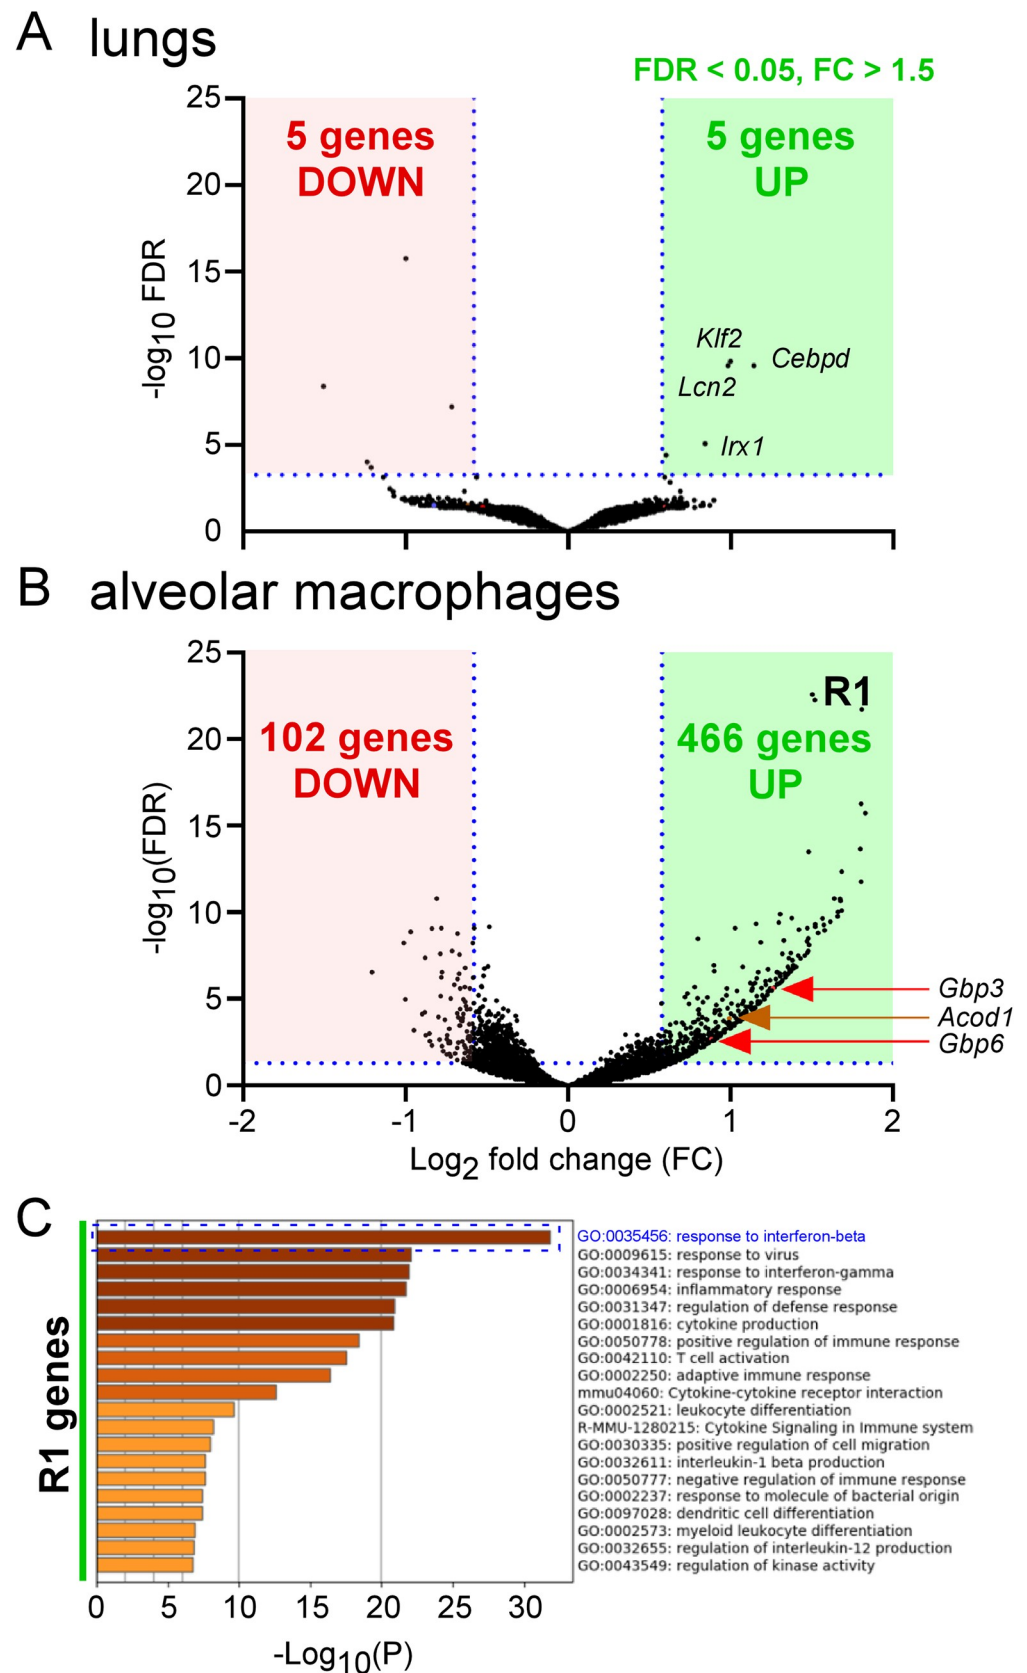 A lungs
FDR < 0.05, FC > 1.5
25
20
15
10
5
0
-log10 FDR
5 genes
DOWN
5 genes
UP
Klf2
Cebpd
Lcn2
Irx1
B alveolar macrophages
25
20
15
10
5
0
-log10(FDR)
102 genes
DOWN
R1
466 genes
UP
Gbp3
Acod1
Gbp6
-2 -1 0 1 2
Log2 fold change (FC)
C
R1 genes
GO:0035456: response to interferon-beta
GO:0009615: response to virus
GO:0034341: response to interferon-gamma
GO:0006954: inflammatory response
GO:0031347: regulation of defense response
GO:0001816: cytokine production
GO:0050778: positive regulation of immune response
GO:0042110: T cell activation
GO:0002250: adaptive immune response
mmu04060: Cytokine-cytokine receptor interaction
GO:0002521: leukocyte differentiation
R-MMU-1280215: Cytokine Signaling in Immune system
GO:0030335: positive regulation of cell migration
GO:0032611: interleukin-1 beta production
GO:0050777: negative regulation of immune response
GO:0002237: response to molecule of bacterial origin
GO:0097028: dendritic cell differentiation
GO:0002573: myeloid leukocyte differentiation
GO:0032655: regulation of interleukin-12 production
GO:0043549: regulation of kinase activity
0 5 10 15 20 25 30
-Log10(P)